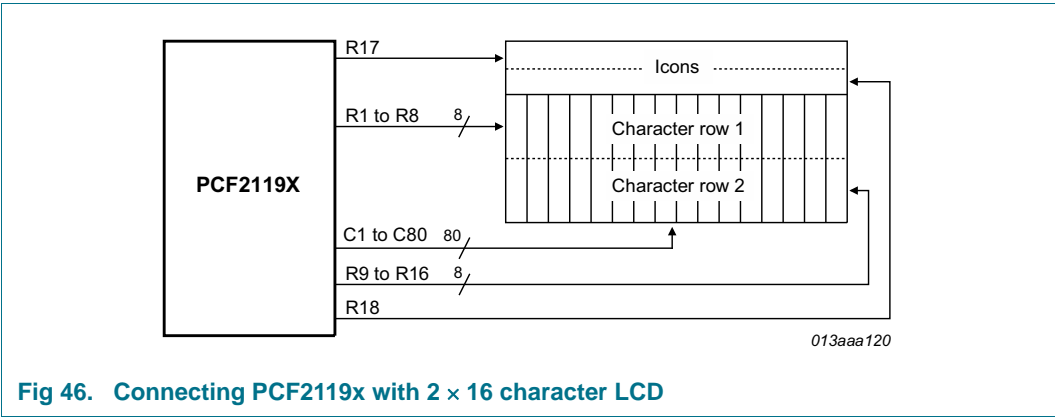 R17
Icons
R1 to R8 8
Character row 1
PCF2119X
Character row 2
C1 to C80 80
R9 to R16 8
R18
013aaa120
Fig 46. Connecting PCF2119x with 2 × 16 character LCD